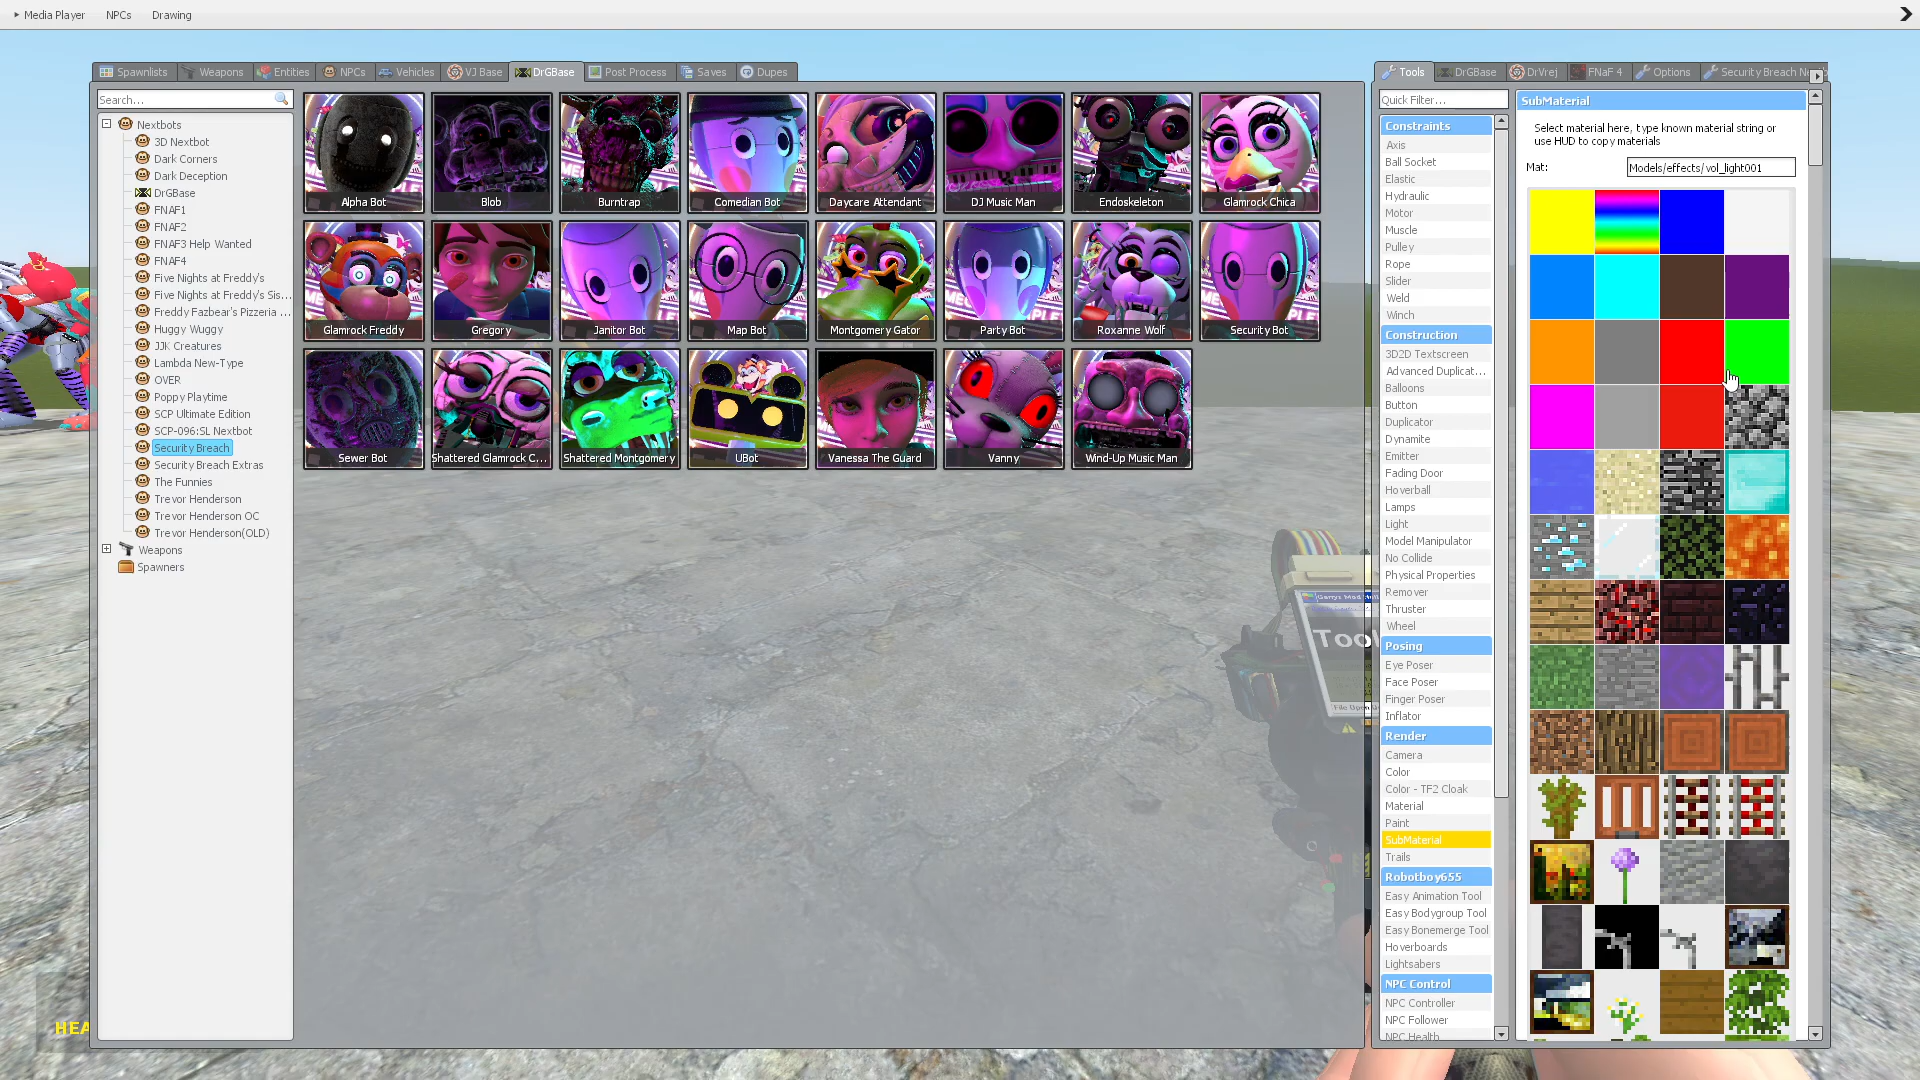 Media Player NPCs Drawing
Spawnlists Weapons Entities NPCs Vehicles VJ Base DrGBase Post Process Saves Dupes
Search...
Nextbots
3D Nextbot
Dark Corners
Dark Deception
DrGBase
FNAF1
FNAF2
FNAF3 Help Wanted
FNAF4
Five Nights at Freddy's
Five Nights at Freddy's Sis...
Freddy Fazbear's Pizzeria ...
Huggy Wuggy
JJK Creatures
Lambda New-Type
OVER
Poppy Playtime
SCP Ultimate Edition
SCP-096:SL Nextbot
Security Breach
Security Breach Extras
The Funnies
Trevor Henderson
Trevor Henderson OC
Trevor Henderson(OLD)
Weapons
Spawners
Alpha Bot Blob Burntrap Comedian Bot Daycare Attendant DJ Music Man Endoskeleton Glamrock Chica
Glamrock Freddy Gregory Janitor Bot Map Bot Montgomery Gator Party Bot Roxanne Wolf Security Bot
Sewer Bot Shattered Glamrock C... Shattered Montgomery UBot Vanessa The Guard Vanny Wind-Up Music Man
Tool
HEA
Tools DrGBase DrVrej FNaF 4 Options Security Breach
Quick Filter...
Constraints
Axis
Ball Socket
Elastic
Hydraulic
Motor
Muscle
Pulley
Rope
Slider
Weld
Winch
Construction
3D2D Textscreen
Advanced Duplicat...
Balloons
Button
Duplicator
Dynamite
Emitter
Fading Door
Hoverball
Lamps
Light
Model Manipulator
No Collide
Physical Properties
Remover
Thruster
Wheel
Posing
Eye Poser
Face Poser
Finger Poser
Inflator
Render
Camera
Color
Color - TF2 Cloak
Material
Paint
SubMaterial
Trails
Robotboy655
Easy Animation Tool
Easy Bodygroup Tool
Easy Bonemerge Tool
Hoverboards
Lightsabers
NPC Control
NPC Controller
NPC Follower
NPC Health
SubMaterial
Select material here, type known material string or
use HUD to copy materials
Mat: Models/effects/vol_light001